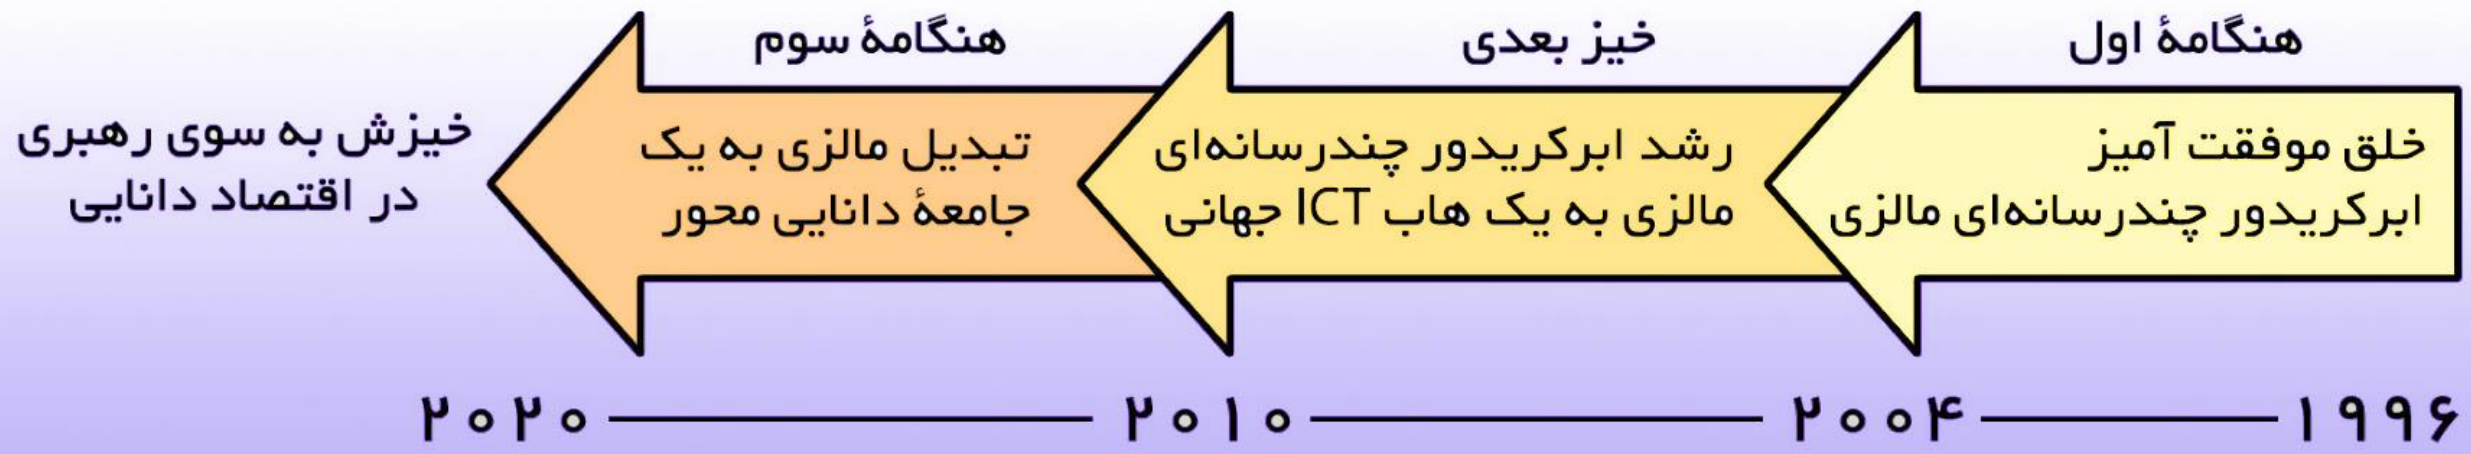 هنگامهٔ اول
خلق موفقت آمیز
ابرکریدور چندرسانه‌ای مالزی
خیز بعدی
رشد ابرکریدور چندرسانه‌ای
مالزی به یک هاب ICT جهانی
هنگامهٔ سوم
تبدیل مالزی به یک
جامعهٔ دانایی محور
خیزش به سوی رهبری
در اقتصاد دانایی
۱۹۹۶
۲۰۰۴
۲۰۱۰
۲۰۲۰